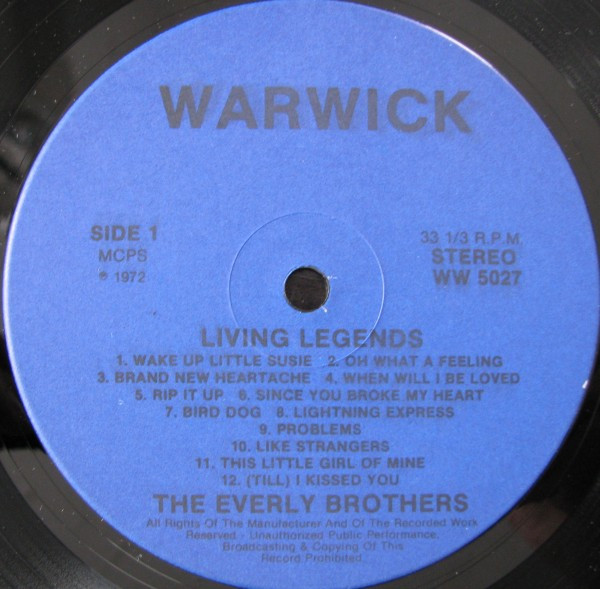 WARWICK
SIDE 1
MCPS
℗ 1972
33 1/3 R.P.M.
STEREO
WW 5027
LIVING LEGENDS
1. WAKE UP LITTLE SUSIE 2. OH WHAT A FEELING
3. BRAND NEW HEARTACHE 4. WHEN WILL I BE LOVED
5. RIP IT UP 6. SINCE YOU BROKE MY HEART
7. BIRD DOG 8. LIGHTNING EXPRESS
9. PROBLEMS
10. LIKE STRANGERS
11. THIS LITTLE GIRL OF MINE
12. (TILL) I KISSED YOU
THE EVERLY BROTHERS
All Rights Of The Manufacturer And Of The Recorded Work
Reserved - Unauthorized Public Performance,
Broadcasting & Copying Of This
Record Prohibited.